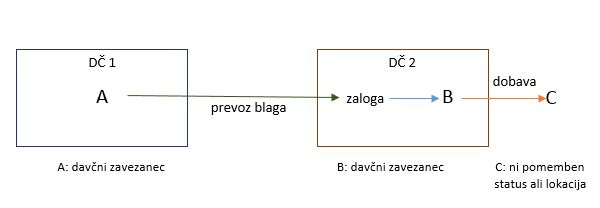 DČ 1
DČ 2
A
prevoz blaga
zaloga
B
dobava
C
A: davčni zavezanec
B: davčni zavezanec
C: ni pomemben
status ali lokacija